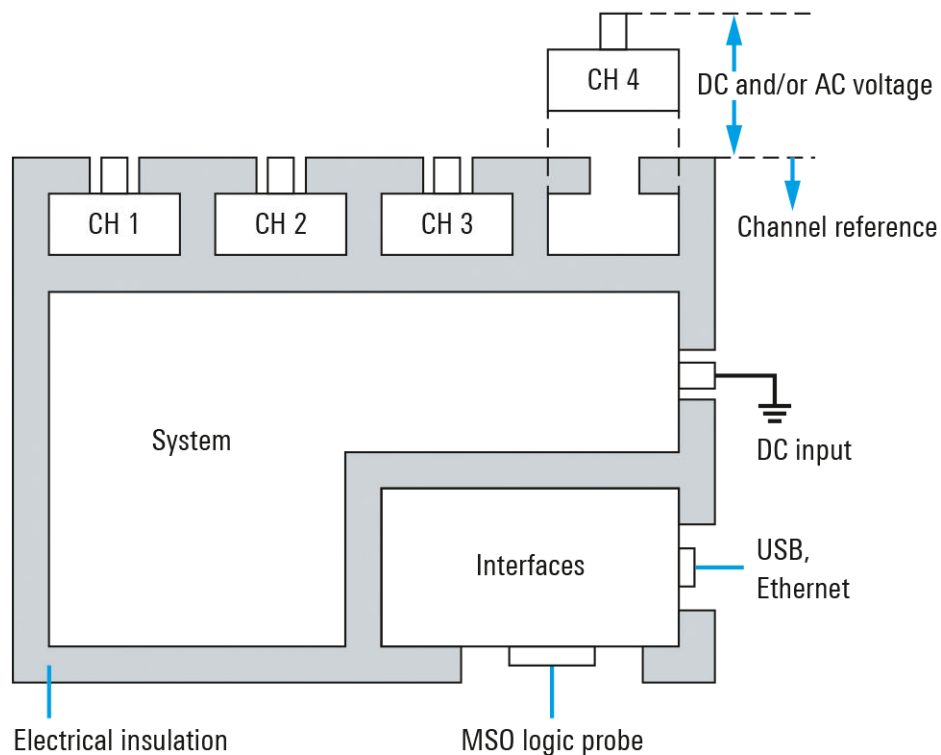 CH 4
DC and/or AC voltage
CH 1
CH 2
CH 3
Channel reference
System
DC input
Interfaces
USB,
Ethernet
Electrical insulation
MSO logic probe